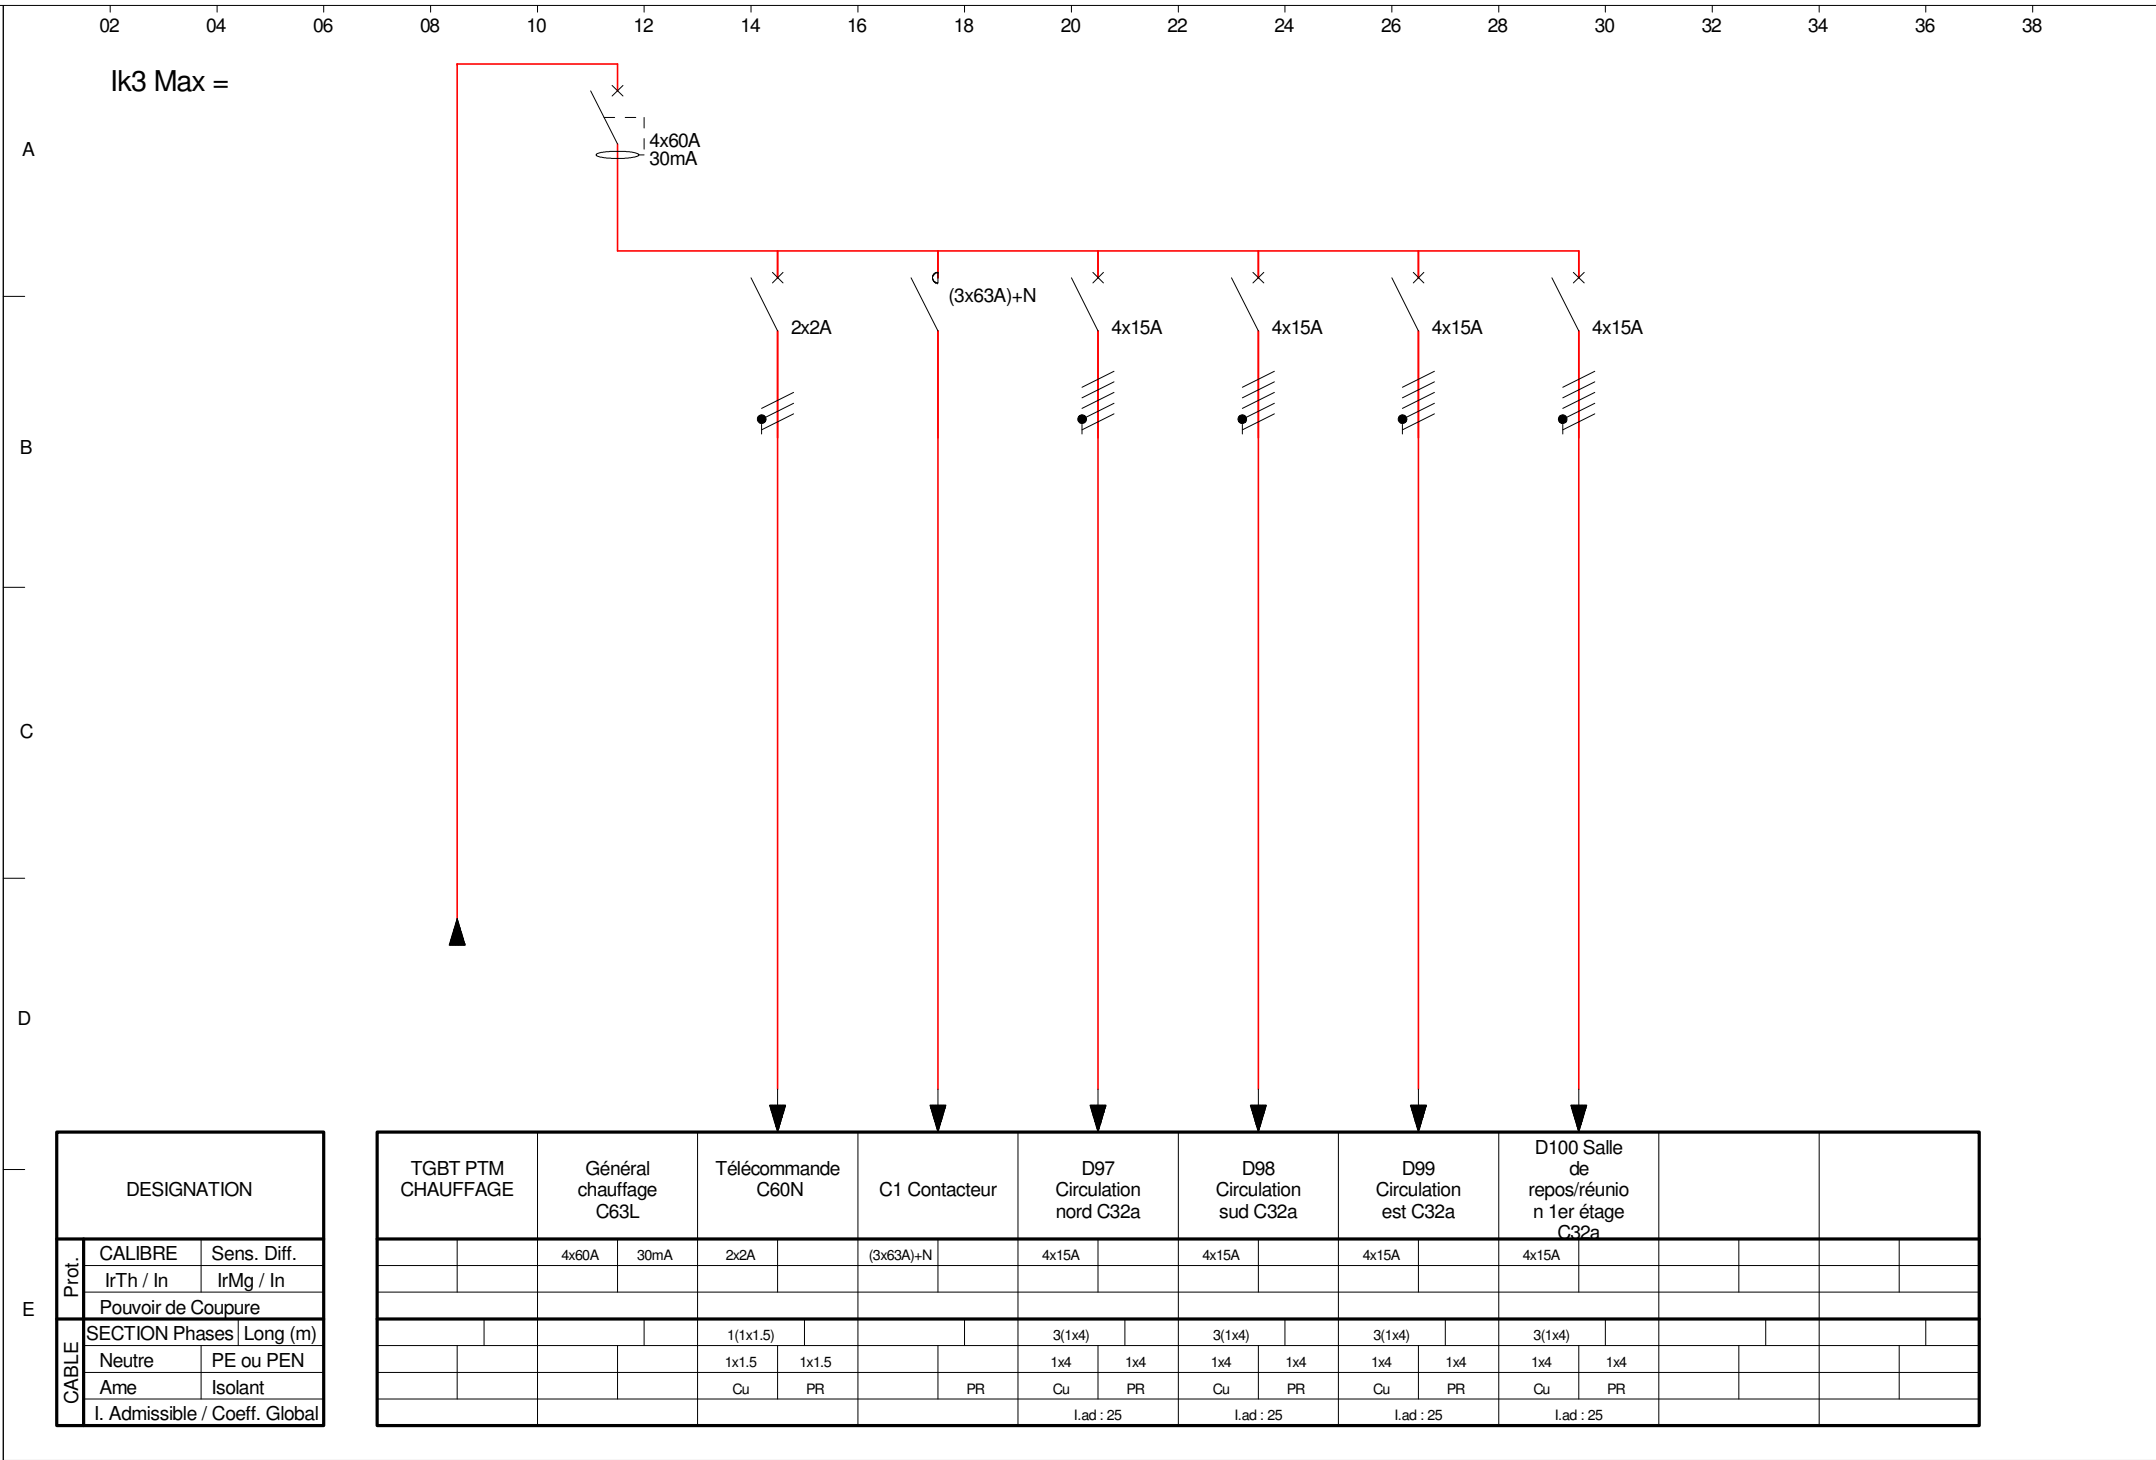 02 04 06 08 10 12 14 16 18 20 22 24 26 28 30 32 34 36 38
Ik3 Max =
A
4x60A
30mA
(3x63A)+N
2x2A 4x15A 4x15A 4x15A 4x15A
B
C
D
E
DESIGNATION
Prot.
CALIBRE Sens. Diff.
IrTh / In IrMg / In
Pouvoir de Coupure
CABLE
SECTION Phases Long (m)
Neutre PE ou PEN
Ame Isolant
I. Admissible / Coeff. Global
TGBT PTM
CHAUFFAGE
Général
chauffage
C63L
Télécommande
C60N
C1 Contacteur
D97
Circulation
nord C32a
D98
Circulation
sud C32a
D99
Circulation
est C32a
D100 Salle
de
repos/réunio
n 1er étage
C32a
4x60A 30mA 2x2A (3x63A)+N 4x15A 4x15A 4x15A 4x15A
1(1x1.5) 3(1x4) 3(1x4) 3(1x4) 3(1x4)
1x1.5 1x1.5 1x4 1x4 1x4 1x4 1x4 1x4 1x4 1x4
Cu PR PR Cu PR Cu PR Cu PR Cu PR
I.ad : 25 I.ad : 25 I.ad : 25 I.ad : 25